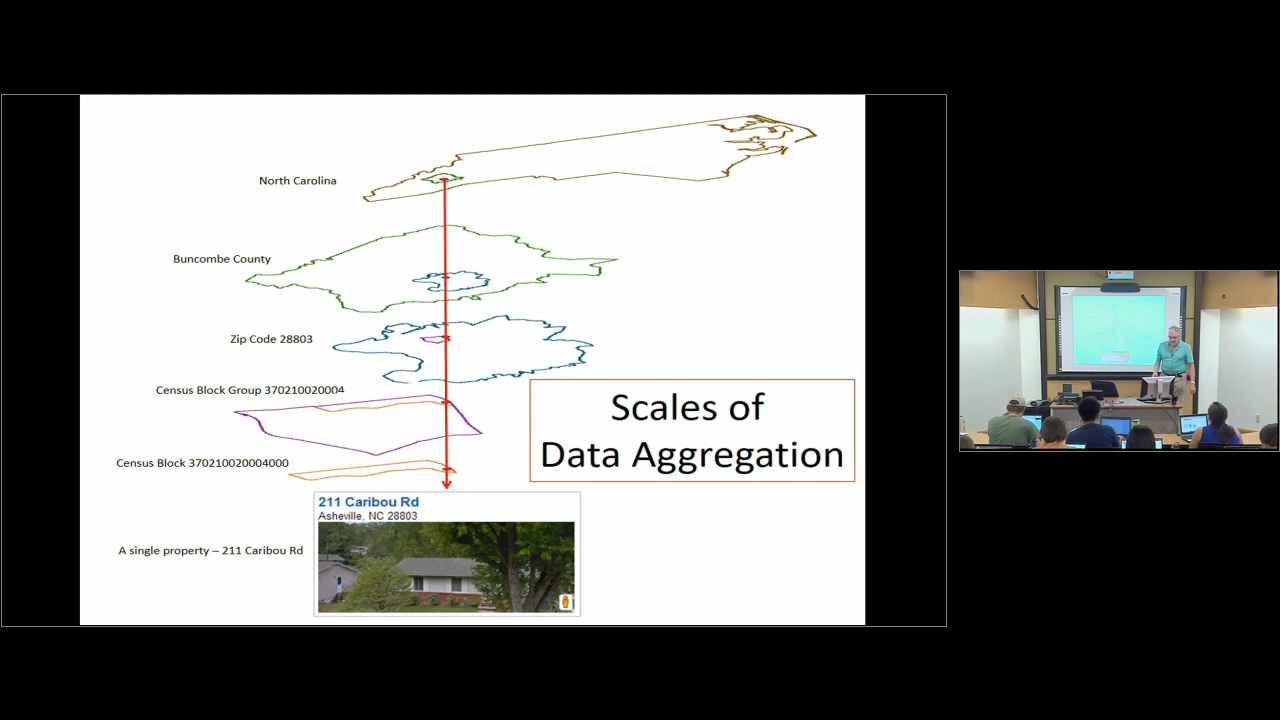 North Carolina
Buncombe County
Zip Code 28803
Census Block Group 370210020004
Scales of
Data Aggregation
Census Block 370210020004000
211 Caribou Rd
Asheville, NC 28803
A single property – 211 Caribou Rd